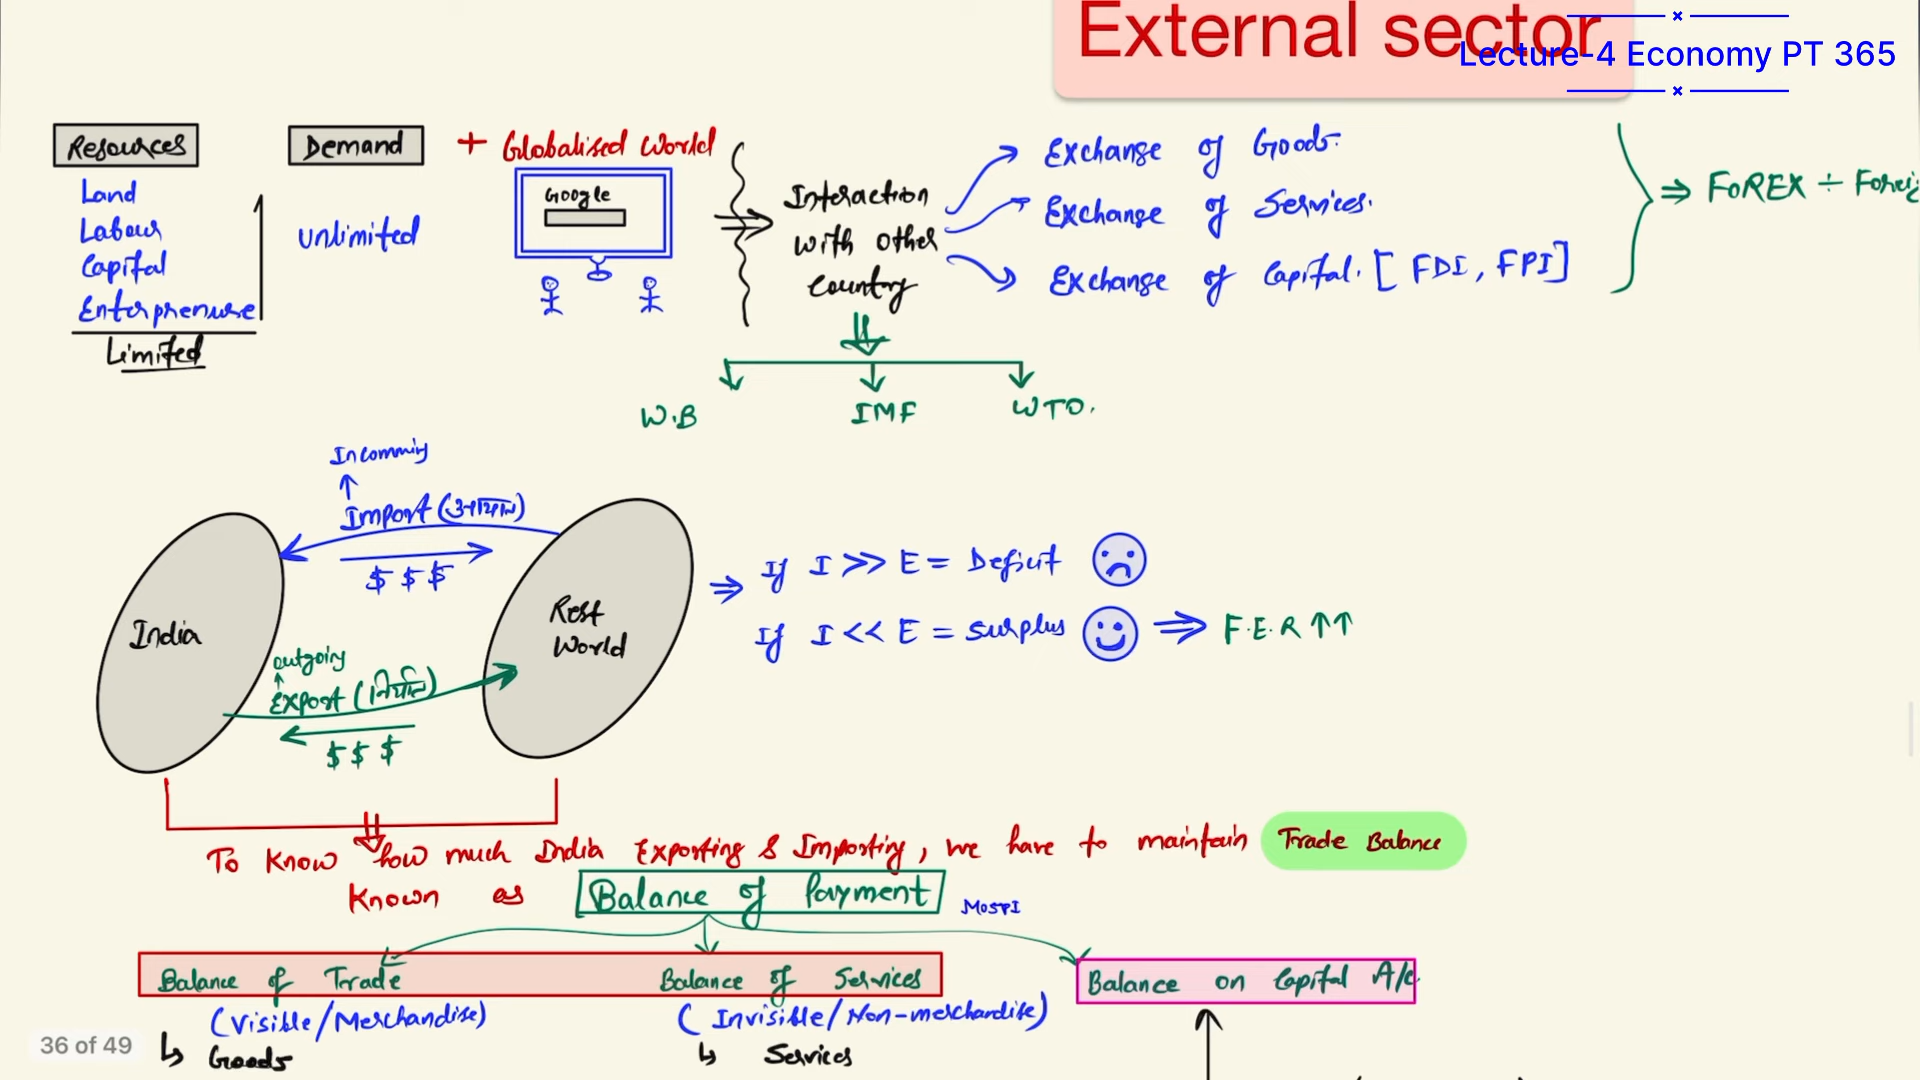 External sector
Lecture-4 Economy PT 365
Resources
Land
Labour
Capital
Enterprenure
Limited
Demand
Unlimited
+ Globalised World
Google
Interaction
with other
Country
Exchange of Goods.
Exchange of Services.
Exchange of Capital. [FDI, FPI]
⇒ FOREX ÷
W.B
IMF
WTO.
Incoming
↑
Import (आयात)
$ $ $
India
Rest
World
outgoing
↑
Export (निर्यात)
$ $ $
⇒ If I >> E = Deficit
If I << E = Surplus ⇒ F.E.R ↑↑
To Know how much India Exporting & Importing, we have to maintain Trade Balance
Known as Balance of Payment
MOSPI
Balance of Trade
(Visible/Merchandise)
↳ Goods
Balance of Services
(Invisible/Non-merchandise)
↳ Services
Balance on Capital A/c
36 of 49